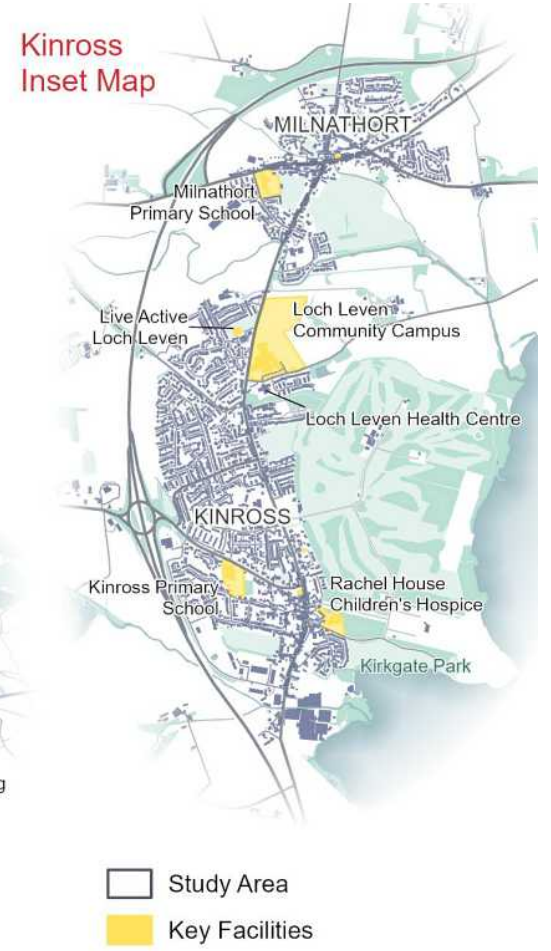 Kinross
Inset Map
MILNATHORT
Milnathort
Primary School
Live Active
Loch Leven
Loch Leven
Community Campus
Loch Leven Health Centre
KINROSS
Kinross Primary
School
Rachel House
Children's Hospice
Kirkgate Park
g
Study Area
Key Facilities